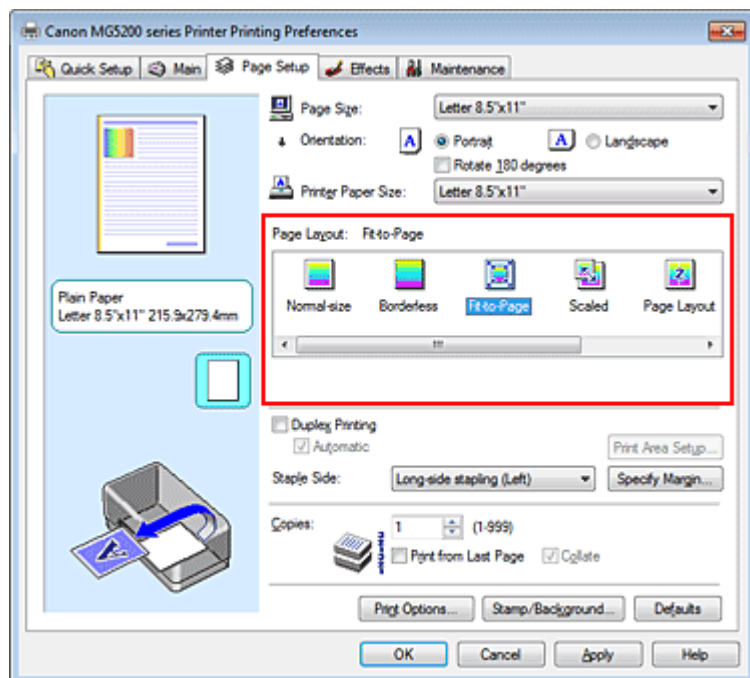 Canon MG5200 series Printer Printing Preferences
Quick Setup Main Page Setup Effects Maintenance
Page Size: Letter 8.5"x11"
Orientation: A Portrait A Landscape
Rotate 180 degrees
Printer Paper Size: Letter 8.5"x11"
Page Layout: Fit-to-Page
Normal-size Borderless Fit-to-Page Scaled Page Layout
Plain Paper
Letter 8.5"x11" 215.9x279.4mm
Duplex Printing
Automatic
Print Area Setup...
Staple Side: Long-side stapling (Left) Specify Margin...
Copies: 1 (1-999)
Print from Last Page Collate
Print Options... Stamp/Background... Defaults
OK Cancel Apply Help